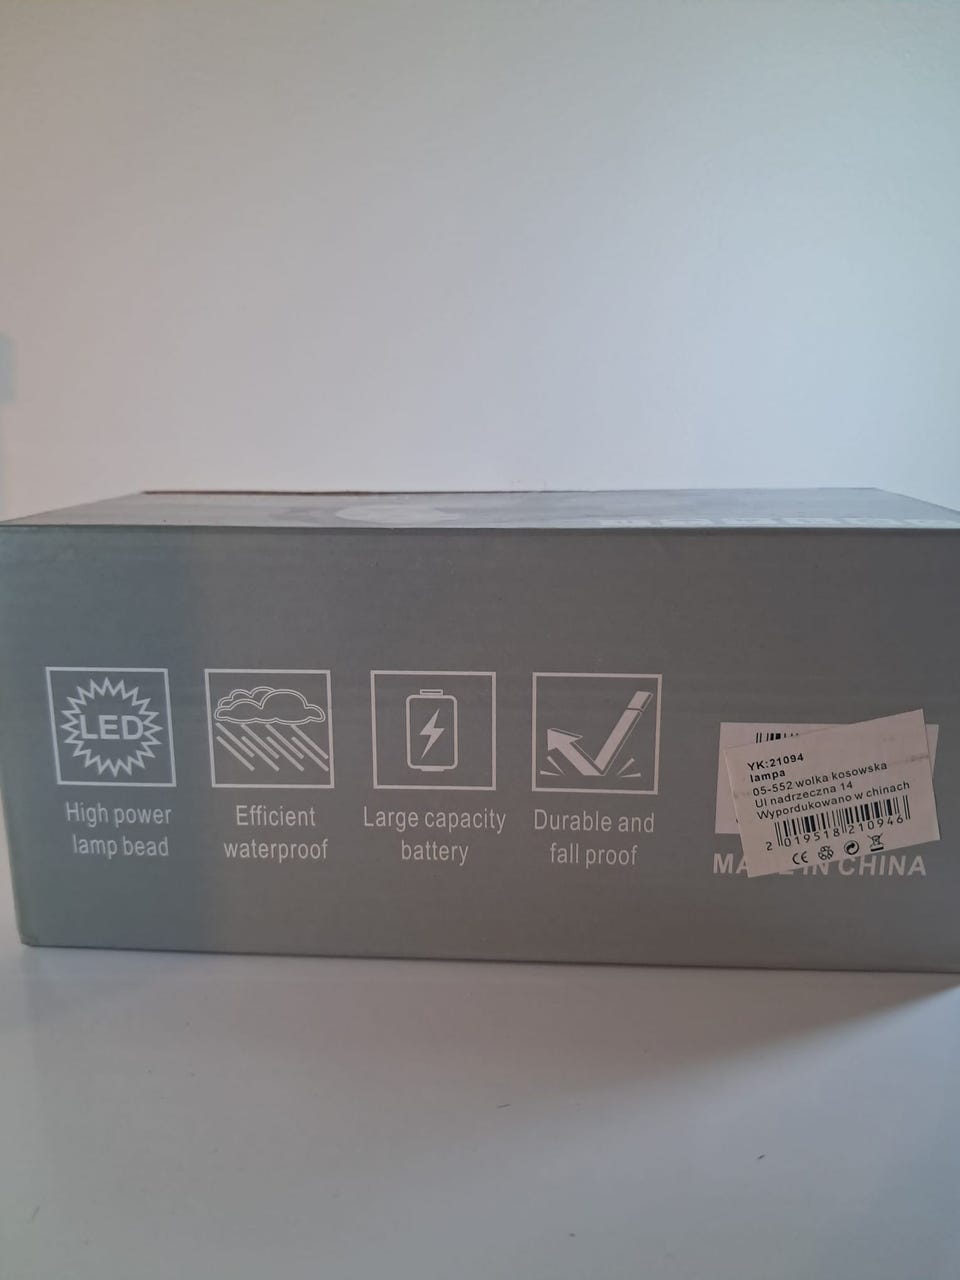 LED
High power
lamp bead
Efficient
waterproof
Large capacity
battery
Durable and
fall proof
YK:21094
lampa
05-552 wolka kosowska
Ul nadrzeczna 14
Wypordukowano w chinach
2 019518 210946
CE
IN CHINA